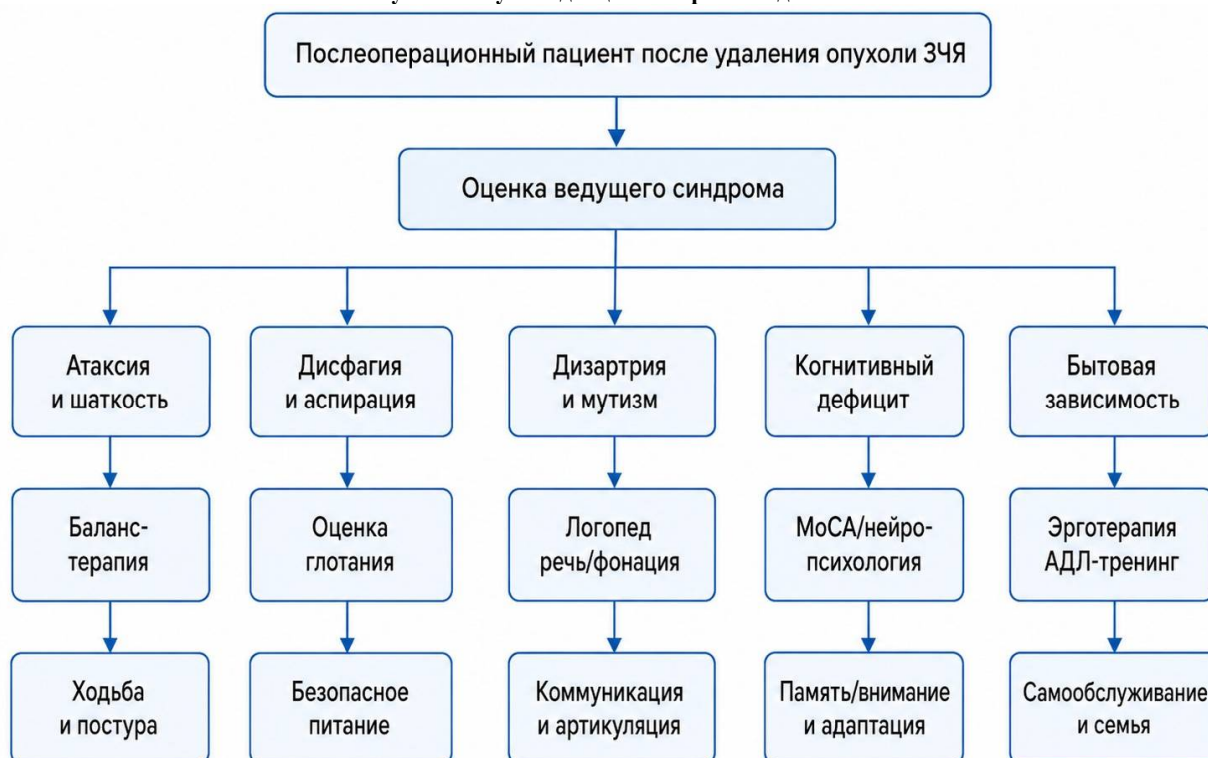 Послеоперационный пациент после удаления опухоли ЗЧЯ
Оценка ведущего синдрома
Атаксия
и шаткость
Дисфагия
и аспирация
Дизартрия
и мутизм
Когнитивный
дефицит
Бытовая
зависимость
Баланс-
терапия
Оценка
глотания
Логопед
речь/фонация
МоСА/нейро-
психология
Эрготерапия
АДЛ-тренинг
Ходьба
и постура
Безопасное
питание
Коммуникация
и артикуляция
Память/внимание
и адаптация
Самообслуживание
и семья